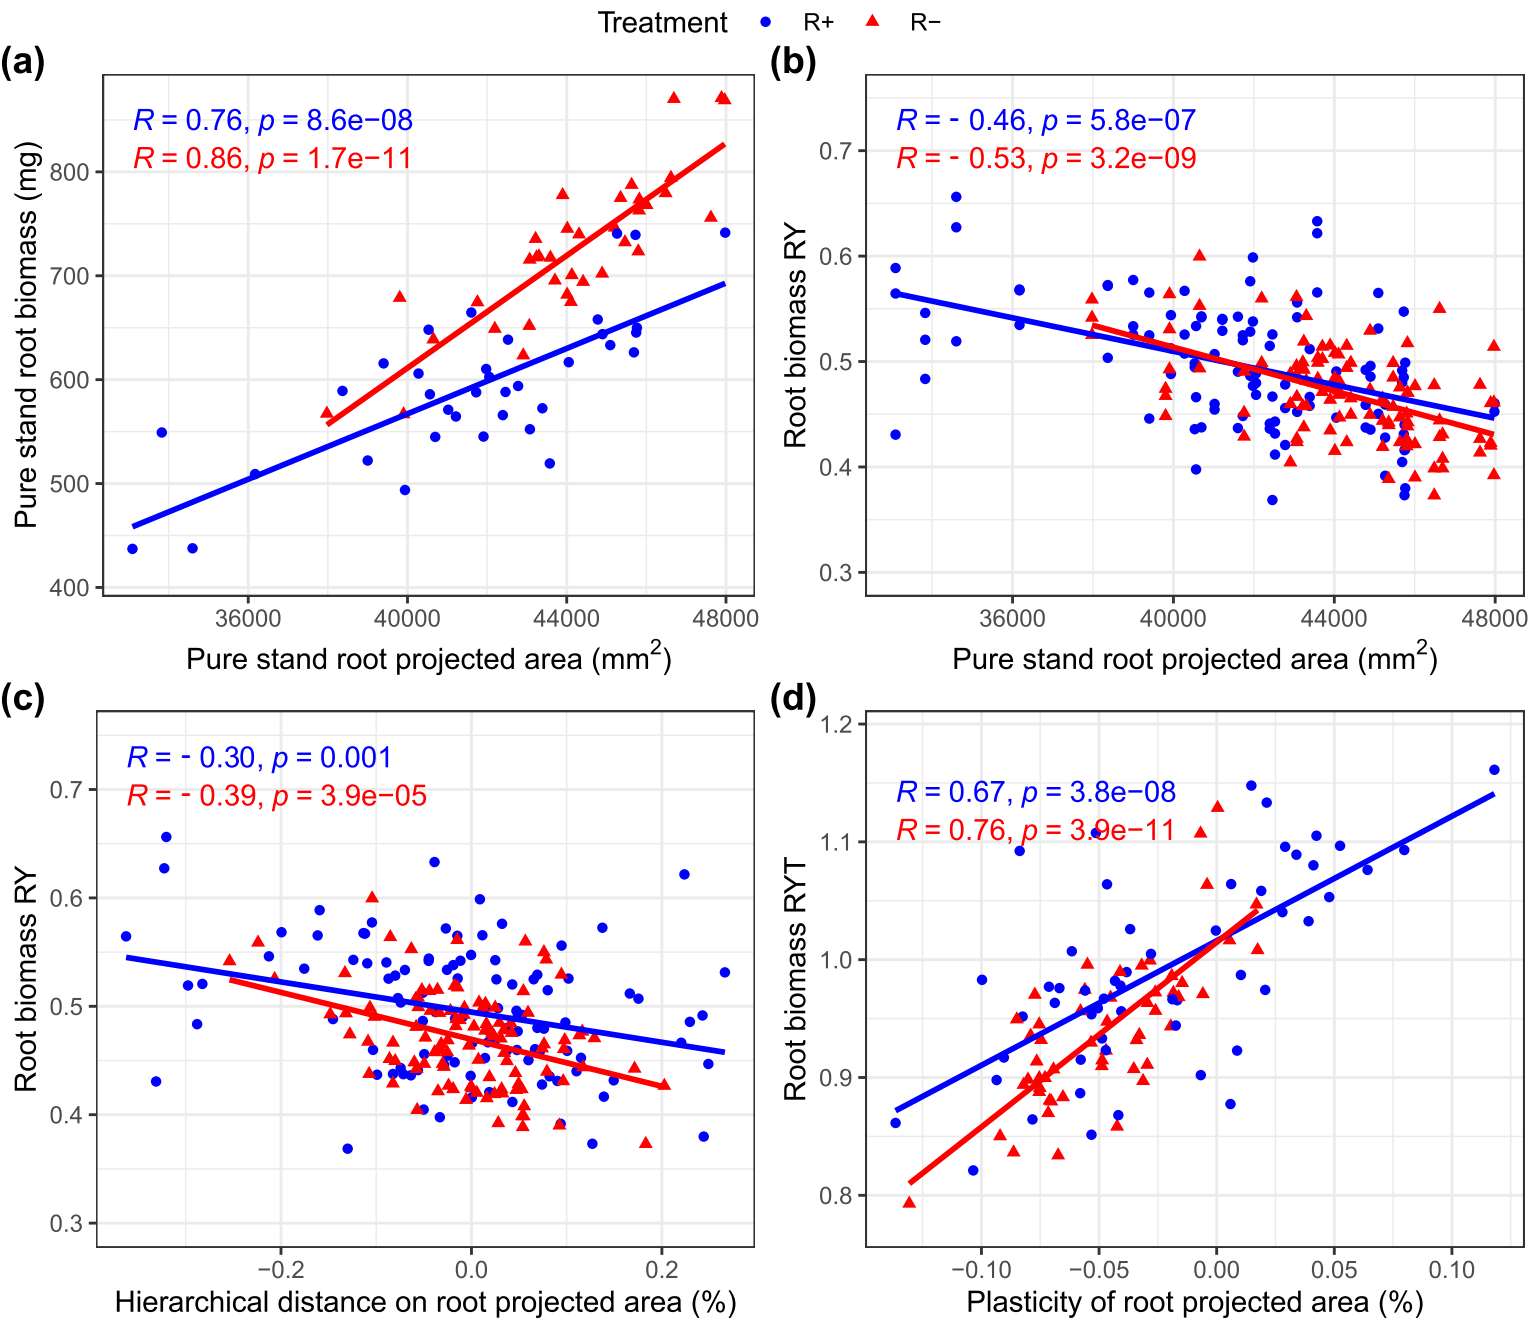 Treatment R+ R−
(a)
R = 0.76, p = 8.6e−08
R = 0.86, p = 1.7e−11
Pure stand root biomass (mg)
800
700
600
500
400
36000 40000 44000 48000
Pure stand root projected area (mm²)
(b)
R = - 0.46, p = 5.8e−07
R = - 0.53, p = 3.2e−09
Root biomass RY
0.7
0.6
0.5
0.4
0.3
36000 40000 44000 48000
Pure stand root projected area (mm²)
(c)
R = - 0.30, p = 0.001
R = - 0.39, p = 3.9e−05
Root biomass RY
0.7
0.6
0.5
0.4
0.3
−0.2 0.0 0.2
Hierarchical distance on root projected area (%)
(d)
R = 0.67, p = 3.8e−08
R = 0.76, p = 3.9e−11
Root biomass RYT
1.2
1.1
1.0
0.9
0.8
−0.10 −0.05 0.00 0.05 0.10
Plasticity of root projected area (%)